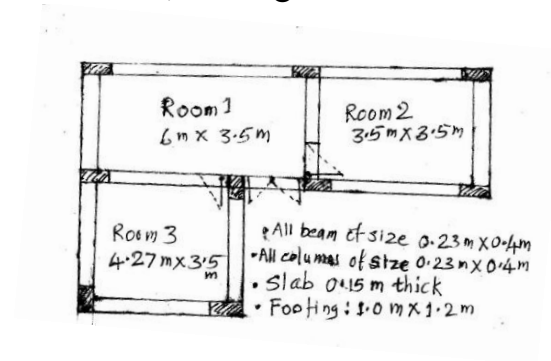 Room 1
6m x 3.5m
Room 2
3.5m x 3.5m
Room 3
4.27m x 3.5
m
• All beam of size 0.23m x 0.4m
• All columns of size 0.23m x 0.4m
• Slab 0.15 m thick
• Footing : 1.0 m x 1.2m